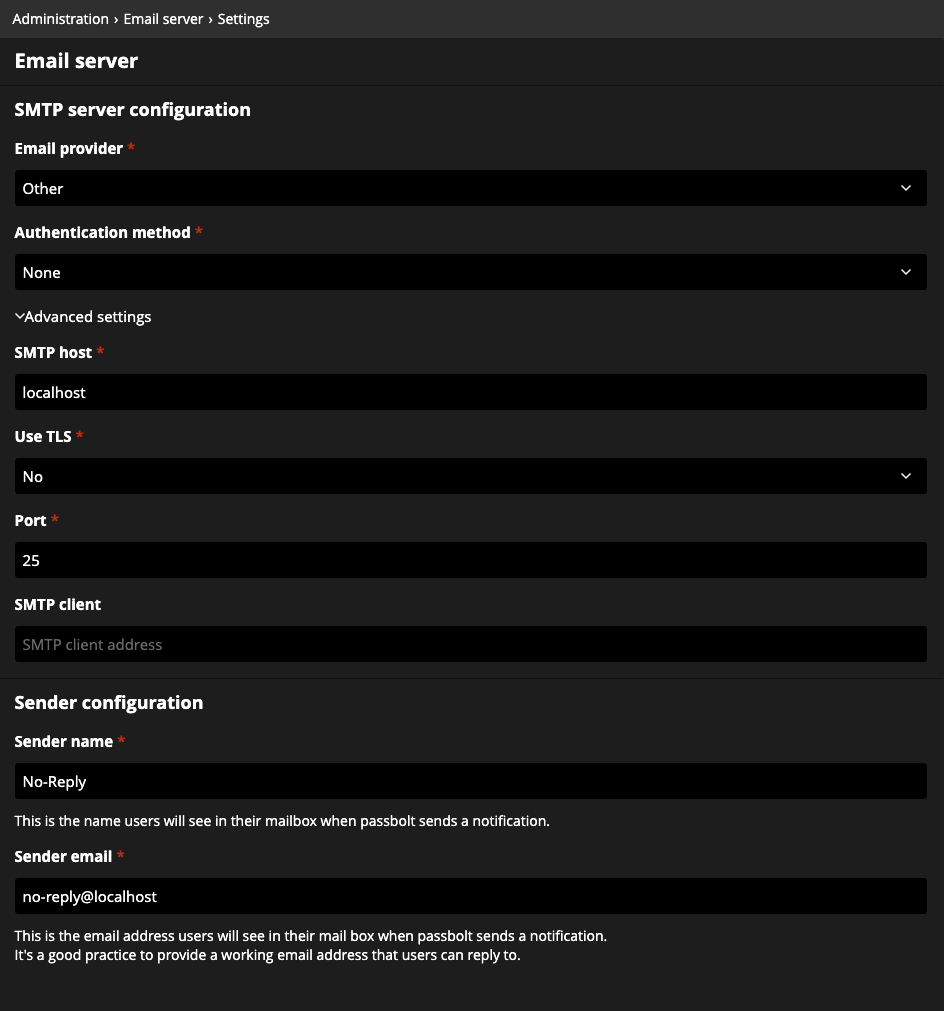 Administration › Email server › Settings
Email server
SMTP server configuration
Email provider *
Other
Authentication method *
None
Advanced settings
SMTP host *
localhost
Use TLS *
No
Port *
25
SMTP client
SMTP client address
Sender configuration
Sender name *
No-Reply
This is the name users will see in their mailbox when passbolt sends a notification.
Sender email *
no-reply@localhost
This is the email address users will see in their mail box when passbolt sends a notification.
It's a good practice to provide a working email address that users can reply to.